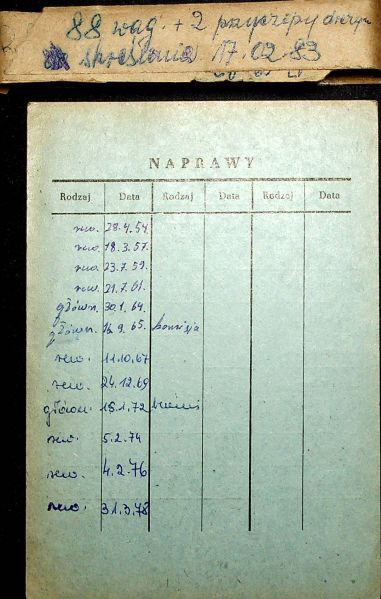 88 wag. + 2 przyczepy
skreślenia 17.02.83
NAPRAWY
Rodzaj Data Rodzaj Data Rodzaj Data
rew. 28.4.54.
rew. 18.3.57.
rew. 23.7.59.
rew. 21.7.61.
główn. 30.1.64.
główn. 16.9.65. komisja
rew. 11.10.67
rew. 24.12.69
główn. 18.1.72
rew. 5.2.74
rew. 4.2.76
rew. 31.3.78